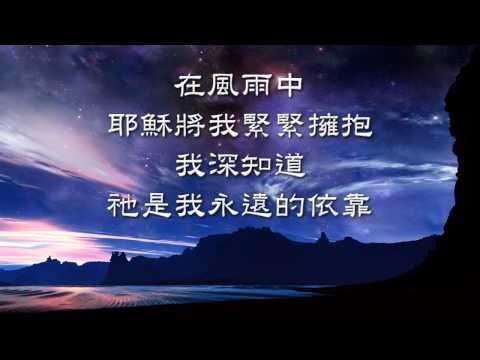 在風雨中
耶穌將我緊緊擁抱
我深知道
祂是我永遠的依靠